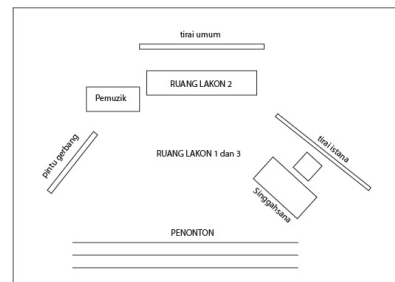 tirai umum
RUANG LAKON 2
Pemuzik
pintu gerbang
RUANG LAKON 1 dan 3
tirai istana
Singgahsana
PENONTON